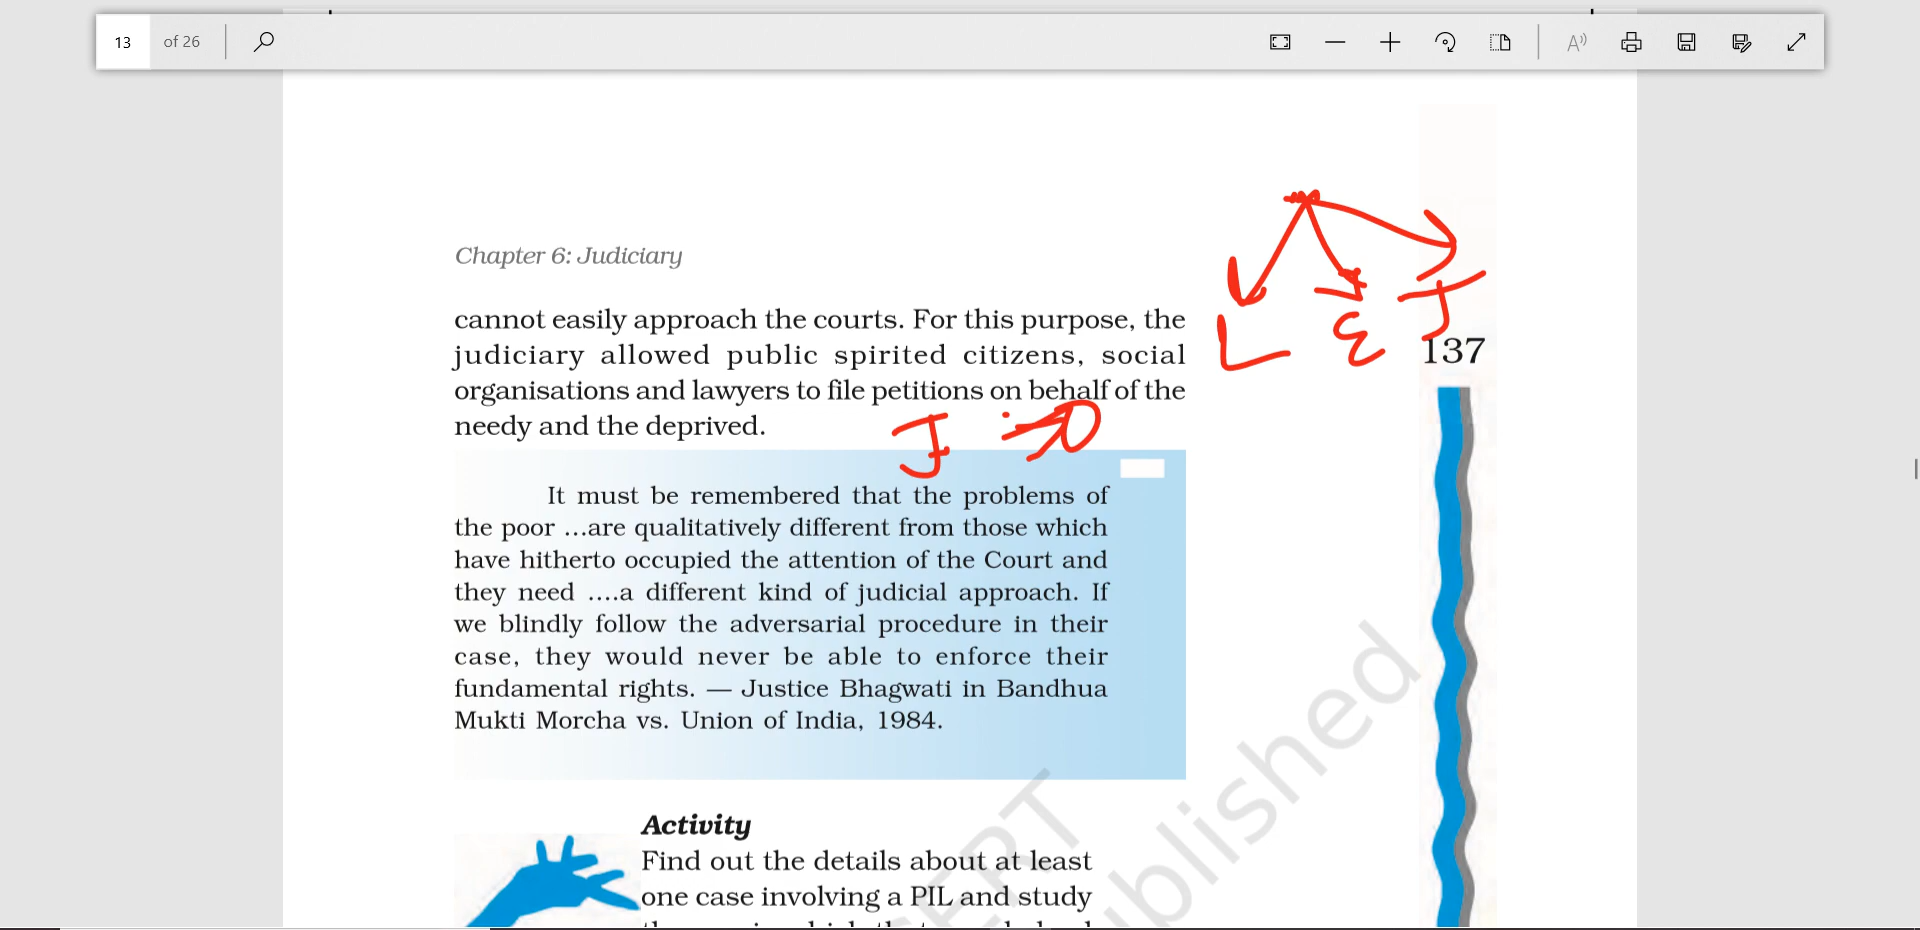 13 of 26
Chapter 6: Judiciary
L E J
137
cannot easily approach the courts. For this purpose, the
judiciary allowed public spirited citizens, social
organisations and lawyers to file petitions on behalf of the
needy and the deprived.
J
It must be remembered that the problems of
the poor ...are qualitatively different from those which
have hitherto occupied the attention of the Court and
they need ....a different kind of judicial approach. If
we blindly follow the adversarial procedure in their
case, they would never be able to enforce their
fundamental rights. — Justice Bhagwati in Bandhua
Mukti Morcha vs. Union of India, 1984.
Activity
Find out the details about at least
one case involving a PIL and study